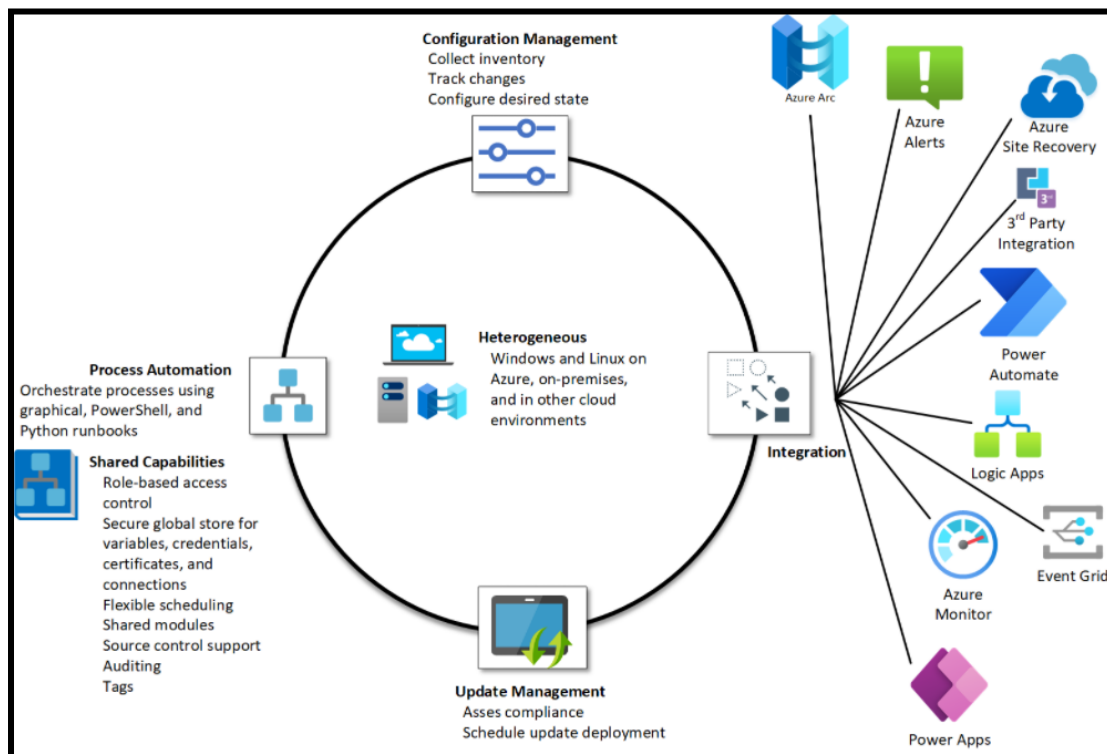 Configuration Management
Collect inventory
Track changes
Configure desired state
Azure Arc
Azure
Alerts
Azure
Site Recovery
3rd
3rd Party
Integration
Power
Automate
Logic Apps
Event Grid
Azure
Monitor
Power Apps
Integration
Heterogeneous
Windows and Linux on
Azure, on-premises,
and in other cloud
environments
Process Automation
Orchestrate processes using
graphical, PowerShell, and
Python runbooks
Shared Capabilities
Role-based access
control
Secure global store for
variables, credentials,
certificates, and
connections
Flexible scheduling
Shared modules
Source control support
Auditing
Tags
Update Management
Asses compliance
Schedule update deployment